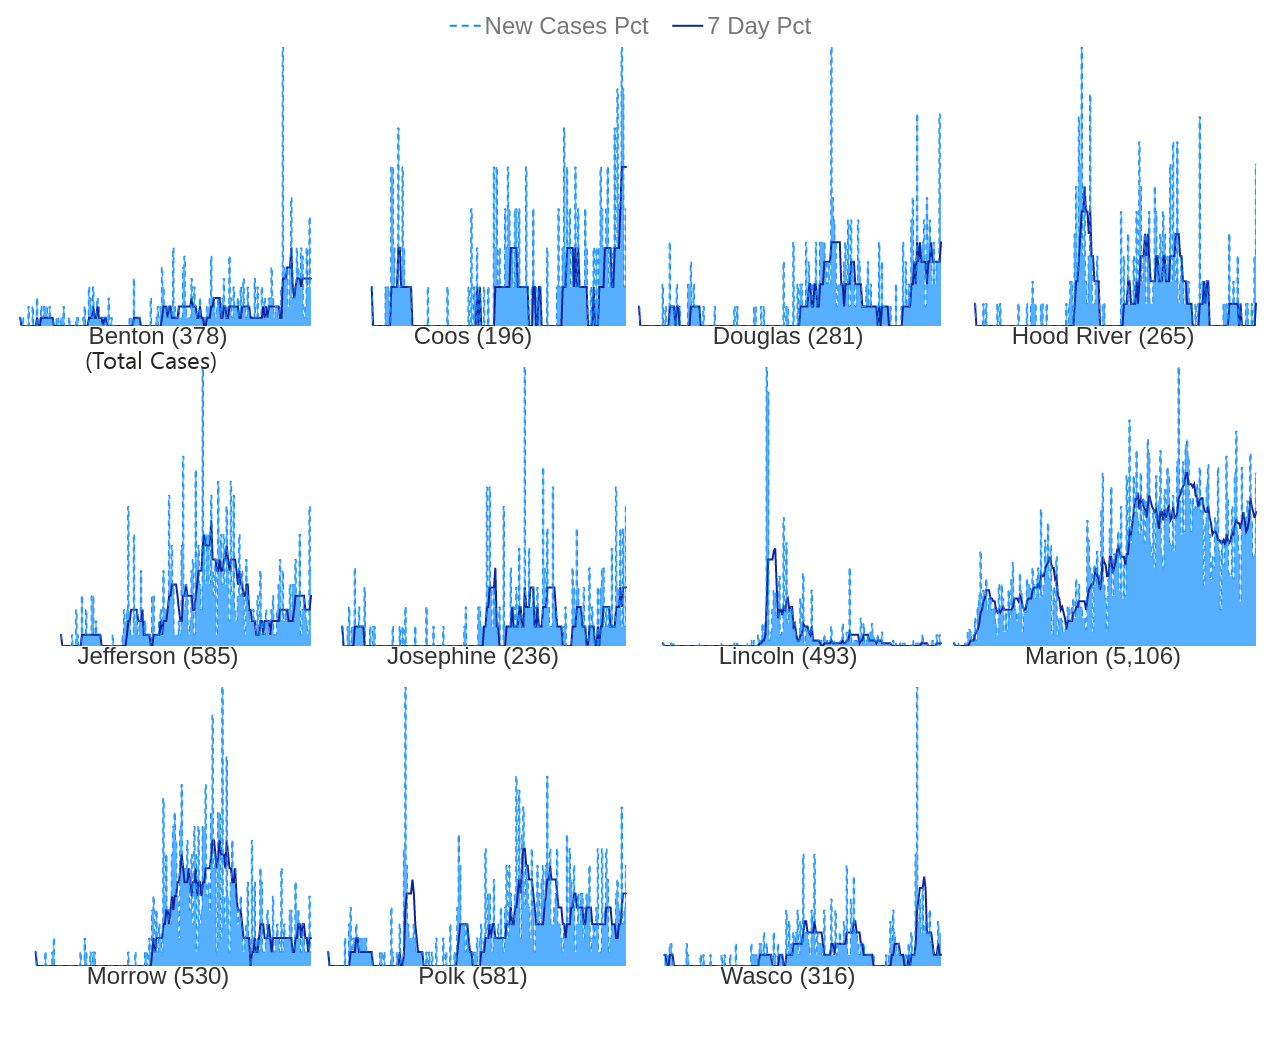 New Cases Pct 7 Day Pct
Benton (378) Coos (196) Douglas (281) Hood River (265)
(Total Cases)
Jefferson (585) Josephine (236) Lincoln (493) Marion (5,106)
Morrow (530) Polk (581) Wasco (316)